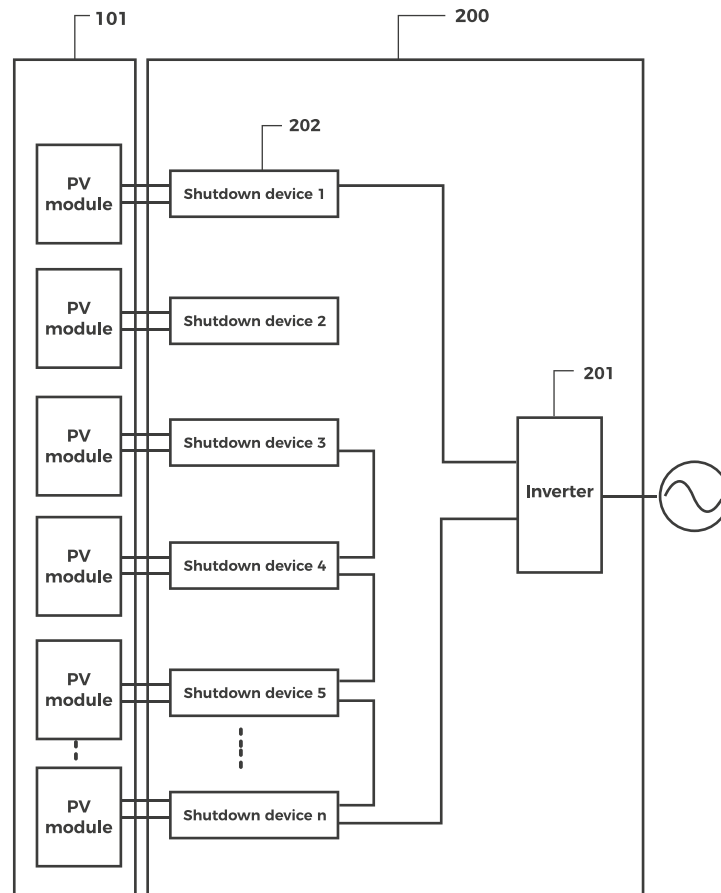 101
200
202
PV
module
Shutdown device 1
PV
module
Shutdown device 2
201
PV
module
Shutdown device 3
Inverter
PV
module
Shutdown device 4
PV
module
Shutdown device 5
PV
module
Shutdown device n